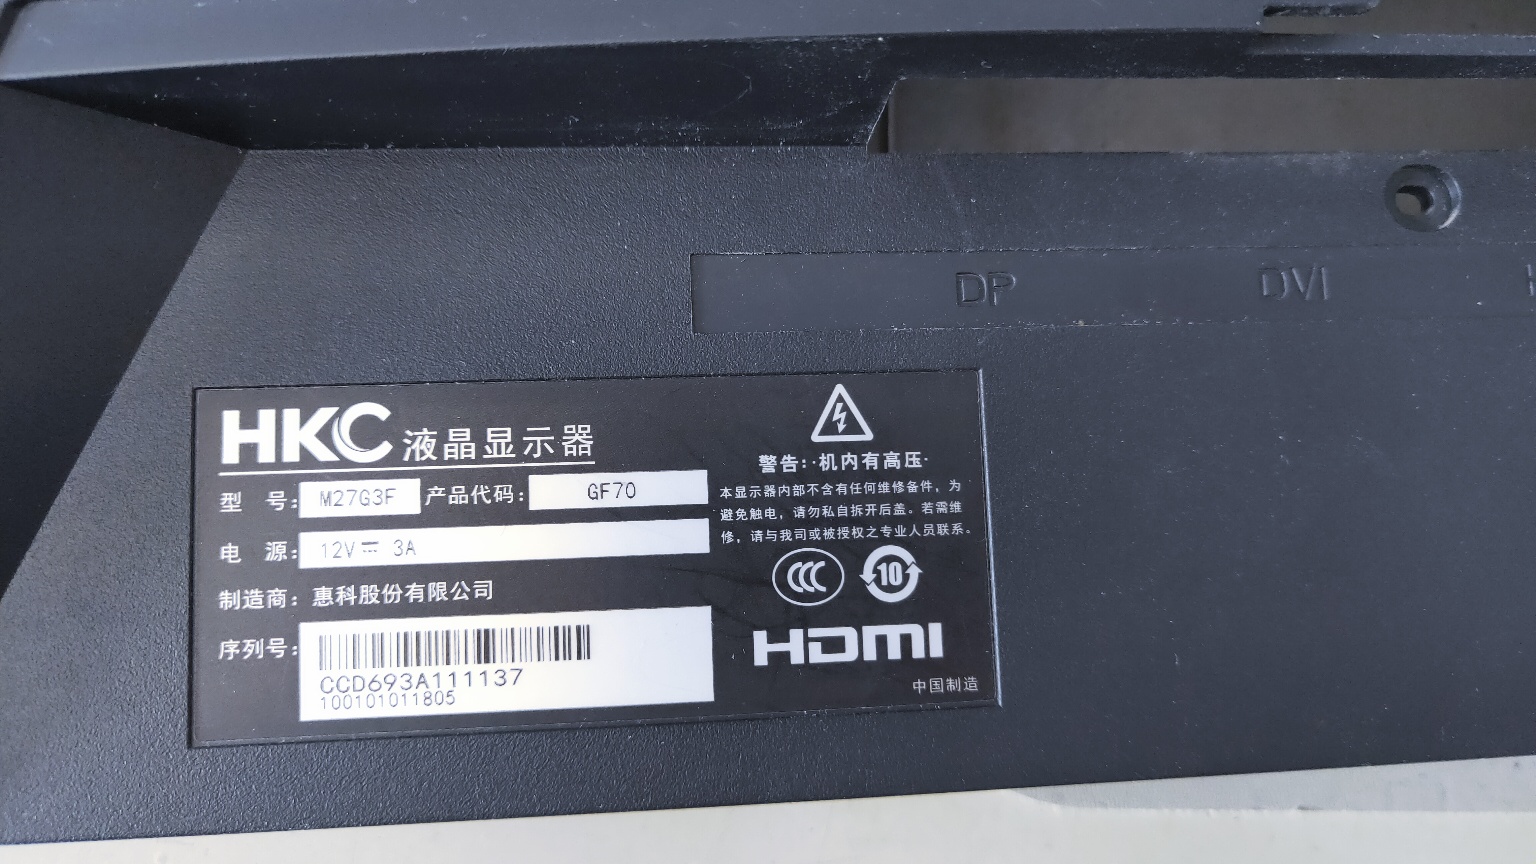 DP DVI
HKC 液晶显示器
型 号: M27G3F 产品代码: GF70
电 源: 12V⎓ 3A
制造商: 惠科股份有限公司
序列号:
CCD693A111137
100101011805
警告:·机内有高压·
本显示器内部不含有任何维修备件，为
避免触电，请勿私自拆开后盖。若需维
修，请与我司或被授权之专业人员联系。
CCC 10
HDMI
中国制造